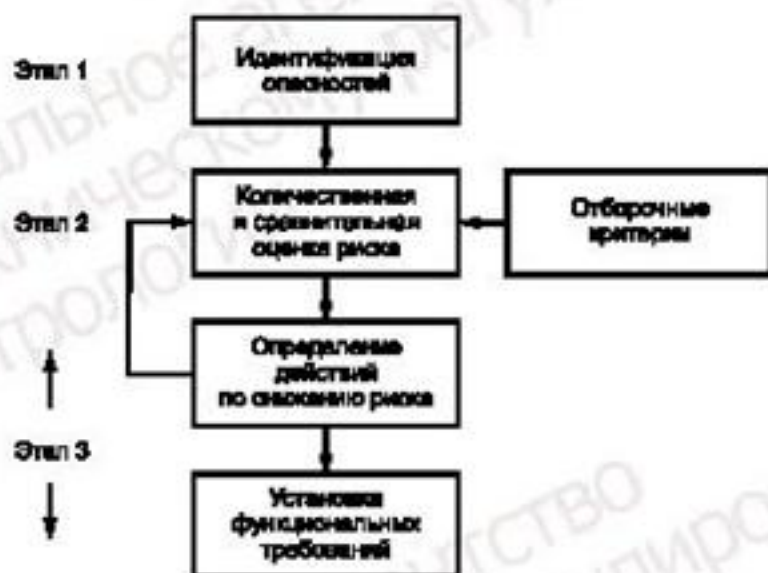 Этап 1
Идентификация
опасностей
Этап 2
Количественная
и сравнительная
оценка риска
Отборочные
критерии
Определение
действий
по снижению риска
Этап 3
Установка
функциональных
требований